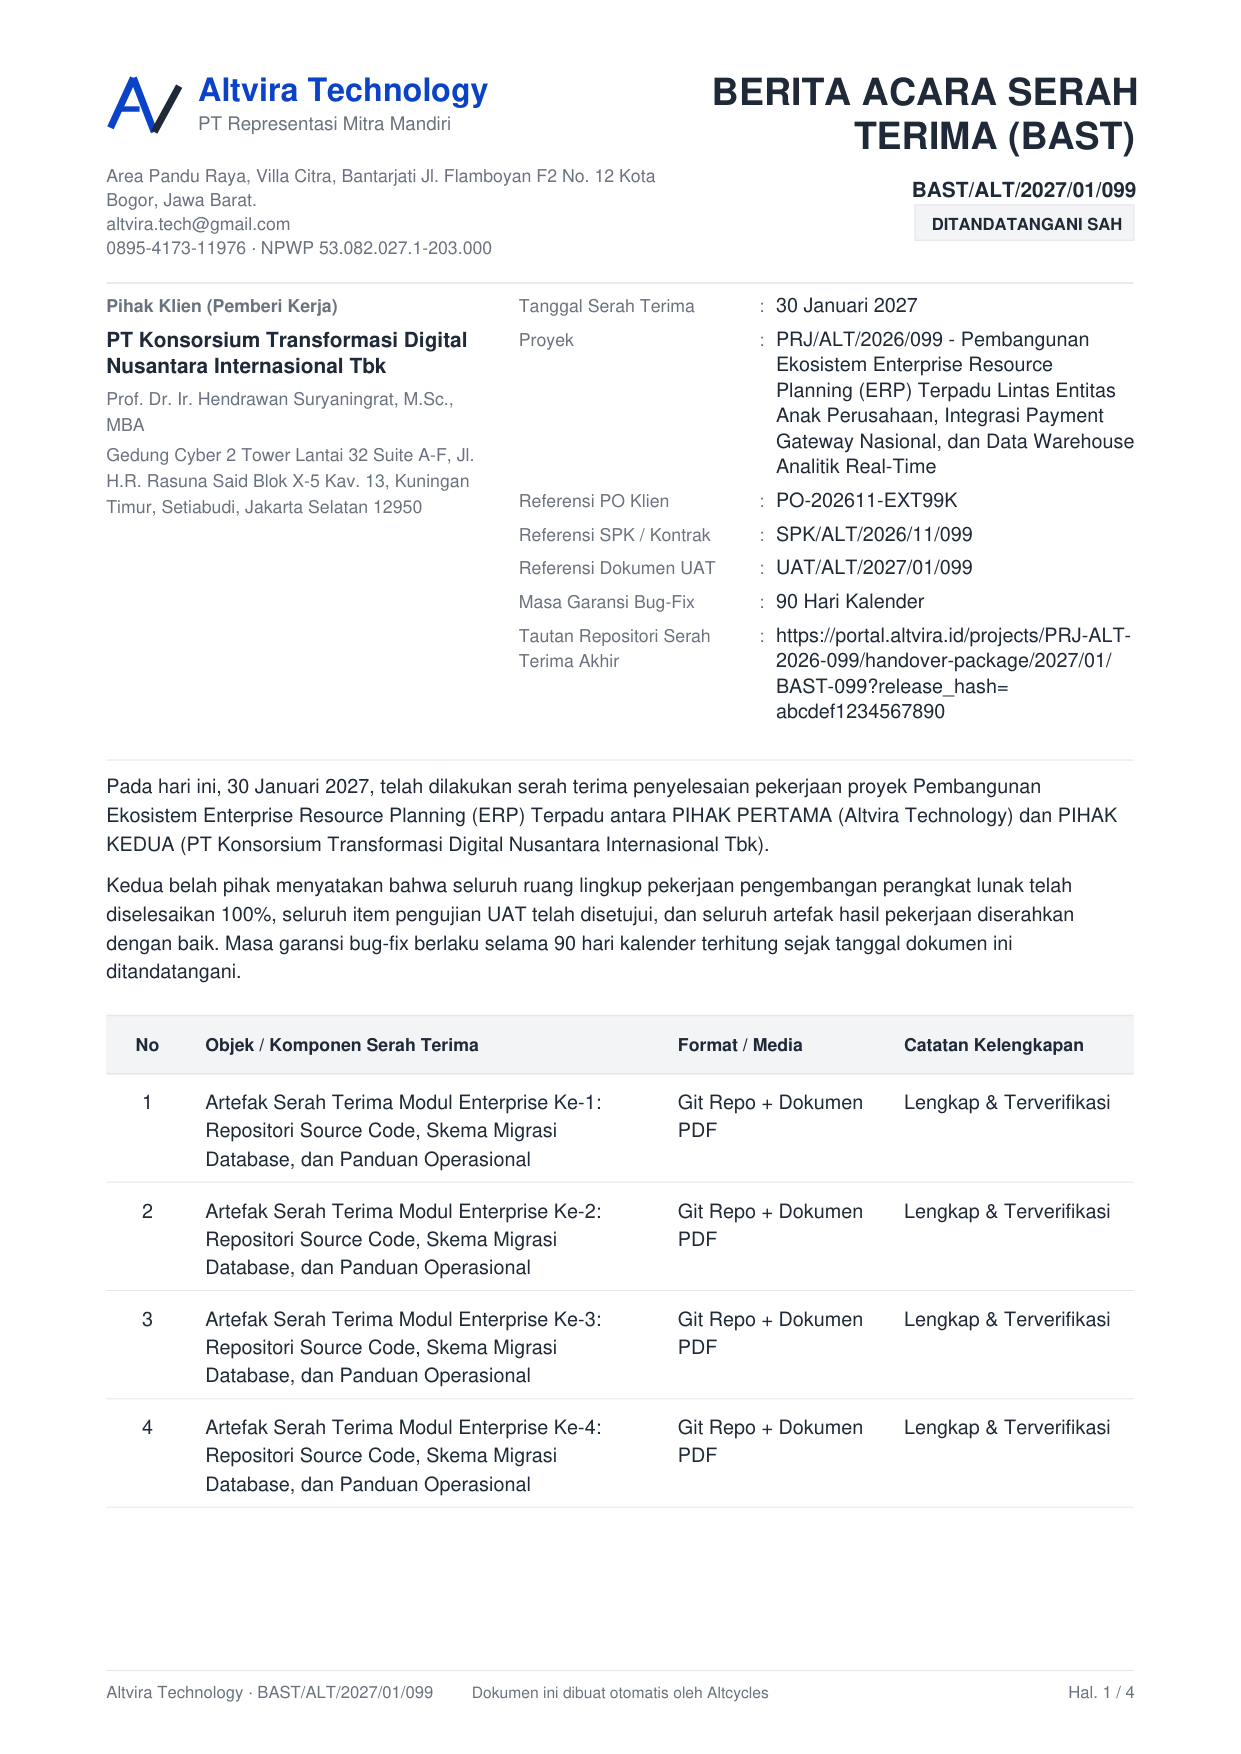 Altvira Technology
PT Representasi Mitra Mandiri
Area Pandu Raya, Villa Citra, Bantarjati Jl. Flamboyan F2 No. 12 Kota
Bogor, Jawa Barat.
altvira.tech@gmail.com
0895-4173-11976 · NPWP 53.082.027.1-203.000
BERITA ACARA SERAH
TERIMA (BAST)
BAST/ALT/2027/01/099
DITANDATANGANI SAH
Pihak Klien (Pemberi Kerja)
PT Konsorsium Transformasi Digital
Nusantara Internasional Tbk
Prof. Dr. Ir. Hendrawan Suryaningrat, M.Sc.,
MBA
Gedung Cyber 2 Tower Lantai 32 Suite A-F, Jl.
H.R. Rasuna Said Blok X-5 Kav. 13, Kuningan
Timur, Setiabudi, Jakarta Selatan 12950
Tanggal Serah Terima : 30 Januari 2027
Proyek : PRJ/ALT/2026/099 - Pembangunan
Ekosistem Enterprise Resource
Planning (ERP) Terpadu Lintas Entitas
Anak Perusahaan, Integrasi Payment
Gateway Nasional, dan Data Warehouse
Analitik Real-Time
Referensi PO Klien : PO-202611-EXT99K
Referensi SPK / Kontrak : SPK/ALT/2026/11/099
Referensi Dokumen UAT : UAT/ALT/2027/01/099
Masa Garansi Bug-Fix : 90 Hari Kalender
Tautan Repositori Serah : https://portal.altvira.id/projects/PRJ-ALT-
Terima Akhir 2026-099/handover-package/2027/01/
BAST-099?release_hash=
abcdef1234567890
Pada hari ini, 30 Januari 2027, telah dilakukan serah terima penyelesaian pekerjaan proyek Pembangunan
Ekosistem Enterprise Resource Planning (ERP) Terpadu antara PIHAK PERTAMA (Altvira Technology) dan PIHAK
KEDUA (PT Konsorsium Transformasi Digital Nusantara Internasional Tbk).
Kedua belah pihak menyatakan bahwa seluruh ruang lingkup pekerjaan pengembangan perangkat lunak telah
diselesaikan 100%, seluruh item pengujian UAT telah disetujui, dan seluruh artefak hasil pekerjaan diserahkan
dengan baik. Masa garansi bug-fix berlaku selama 90 hari kalender terhitung sejak tanggal dokumen ini
ditandatangani.
No Objek / Komponen Serah Terima Format / Media Catatan Kelengkapan
1 Artefak Serah Terima Modul Enterprise Ke-1: Git Repo + Dokumen Lengkap & Terverifikasi
Repositori Source Code, Skema Migrasi PDF
Database, dan Panduan Operasional
2 Artefak Serah Terima Modul Enterprise Ke-2: Git Repo + Dokumen Lengkap & Terverifikasi
Repositori Source Code, Skema Migrasi PDF
Database, dan Panduan Operasional
3 Artefak Serah Terima Modul Enterprise Ke-3: Git Repo + Dokumen Lengkap & Terverifikasi
Repositori Source Code, Skema Migrasi PDF
Database, dan Panduan Operasional
4 Artefak Serah Terima Modul Enterprise Ke-4: Git Repo + Dokumen Lengkap & Terverifikasi
Repositori Source Code, Skema Migrasi PDF
Database, dan Panduan Operasional
Altvira Technology · BAST/ALT/2027/01/099 Dokumen ini dibuat otomatis oleh Altcycles Hal. 1 / 4